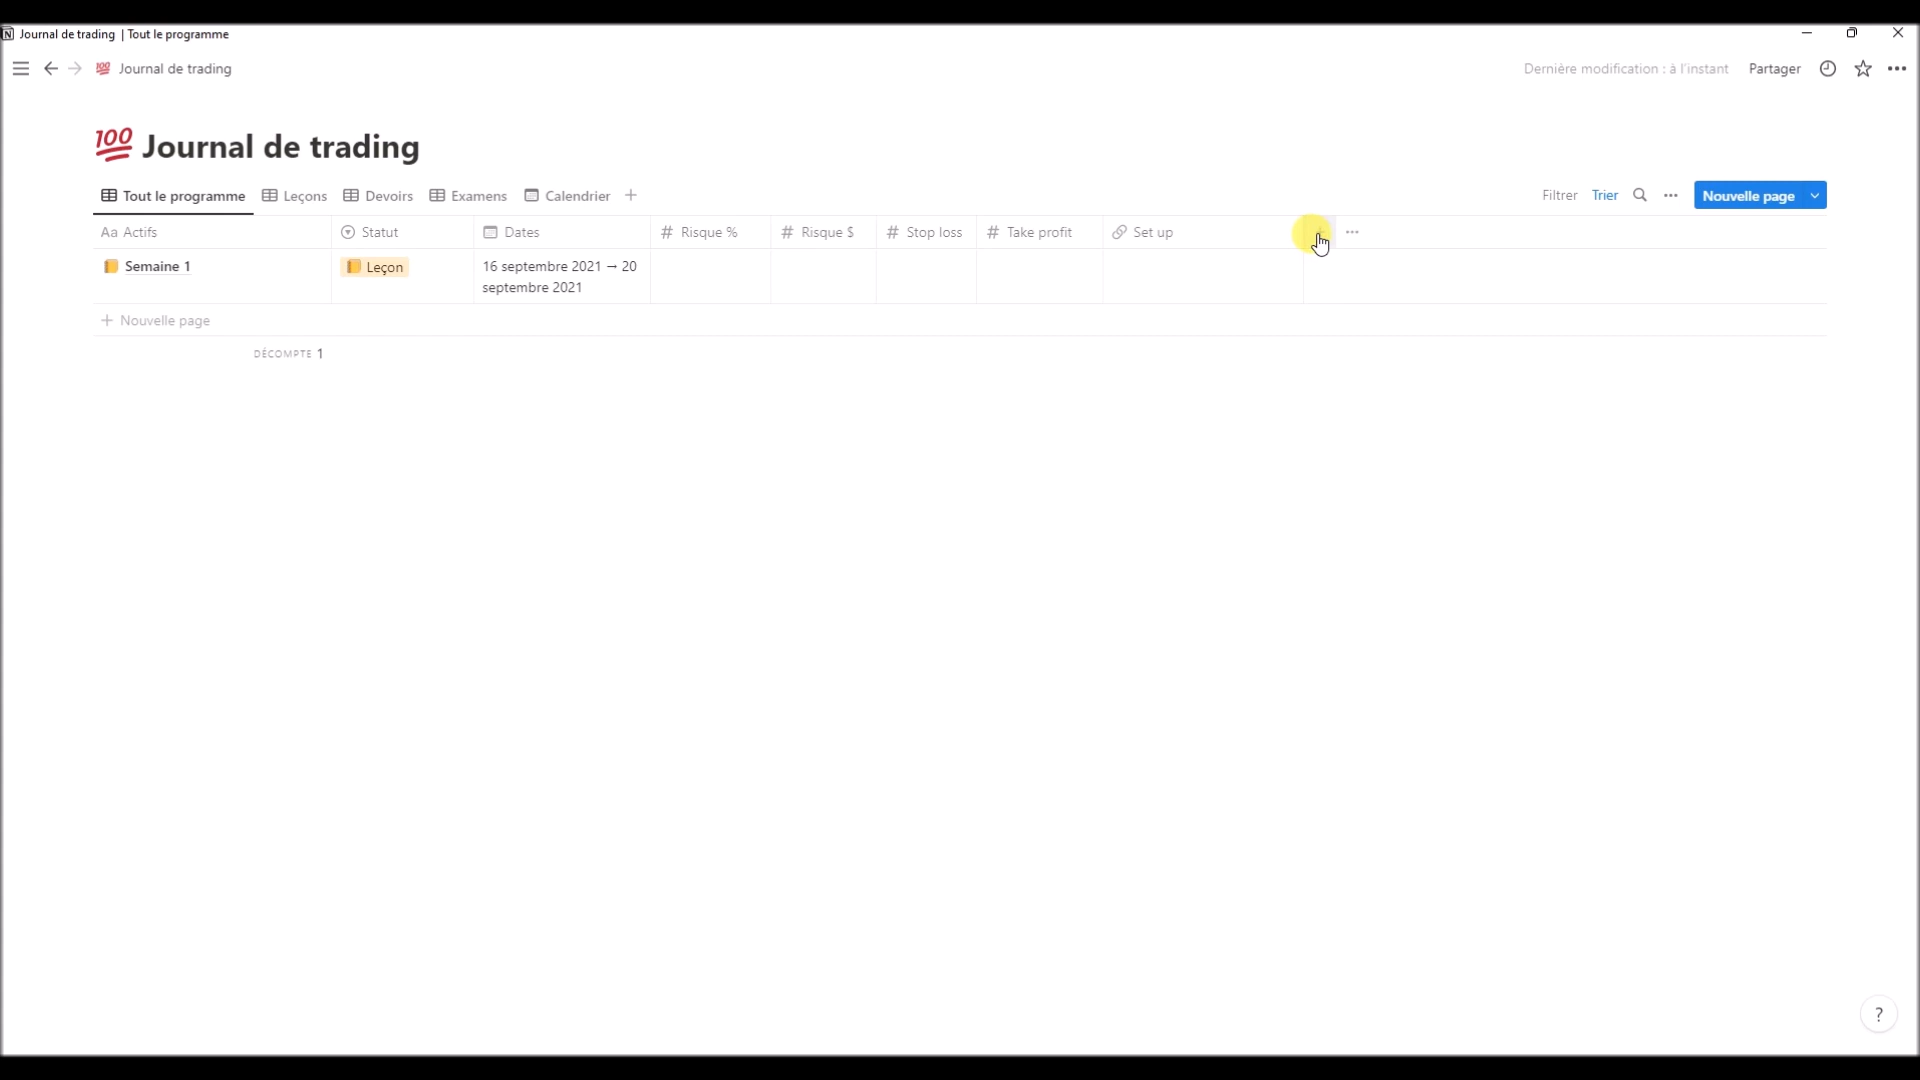 Journal de trading | Tout le programme
💯 Journal de trading
Dernière modification : à l'instant Partager
💯 Journal de trading
Tout le programme Leçons Devoirs Examens Calendrier
Filtrer Trier Nouvelle page
Aa Actifs Statut Dates # Risque % # Risque $ # Stop loss # Take profit Set up
Semaine 1 Leçon 16 septembre 2021 → 20
septembre 2021
+ Nouvelle page
DÉCOMPTE 1
?